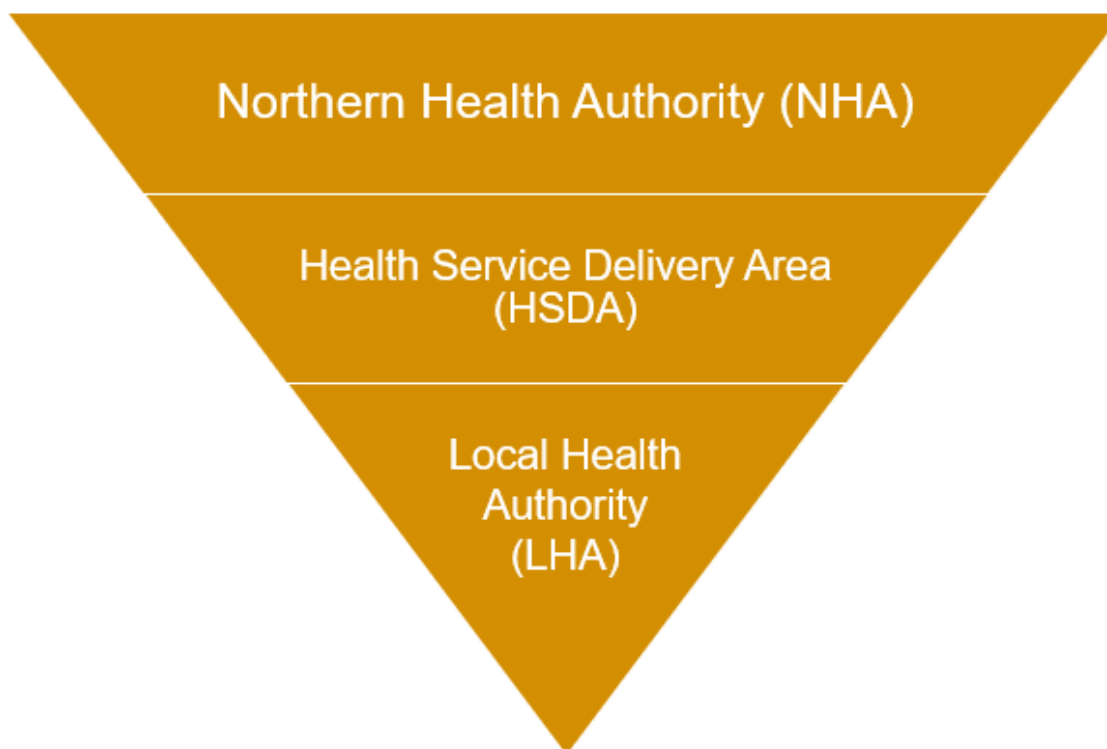 Northern Health Authority (NHA)
Health Service Delivery Area
(HSDA)
Local Health
Authority
(LHA)